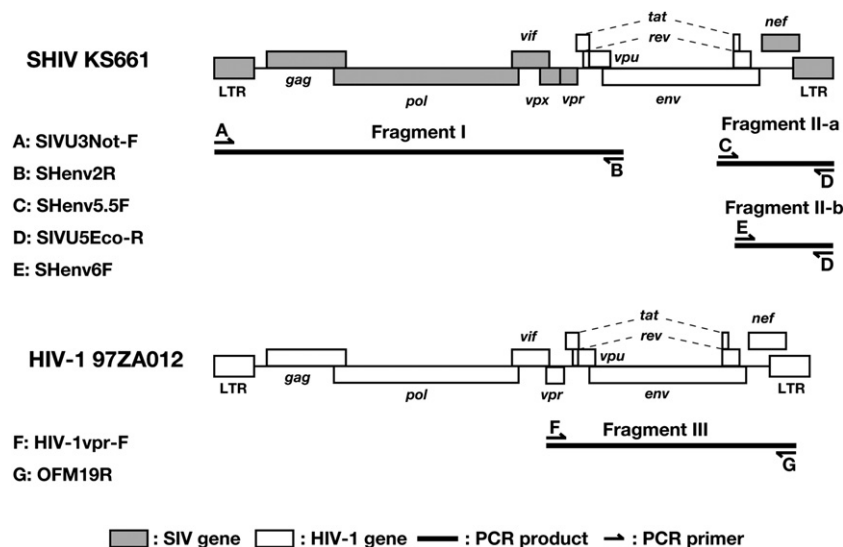 tat
nef
vif
rev
SHIV KS661
vpu
LTR
gag
pol
vpx
vpr
env
LTR
A: SIVU3Not-F
B: SHenv2R
C: SHenv5.5F
D: SIVU5Eco-R
E: SHenv6F
A
Fragment I
B
Fragment II-a
C
D
Fragment II-b
E
D
tat
nef
vif
rev
HIV-1 97ZA012
vpu
LTR
gag
pol
vpr
env
LTR
F: HIV-1vpr-F
G: OFM19R
F
Fragment III
G
: SIV gene : HIV-1 gene : PCR product : PCR primer